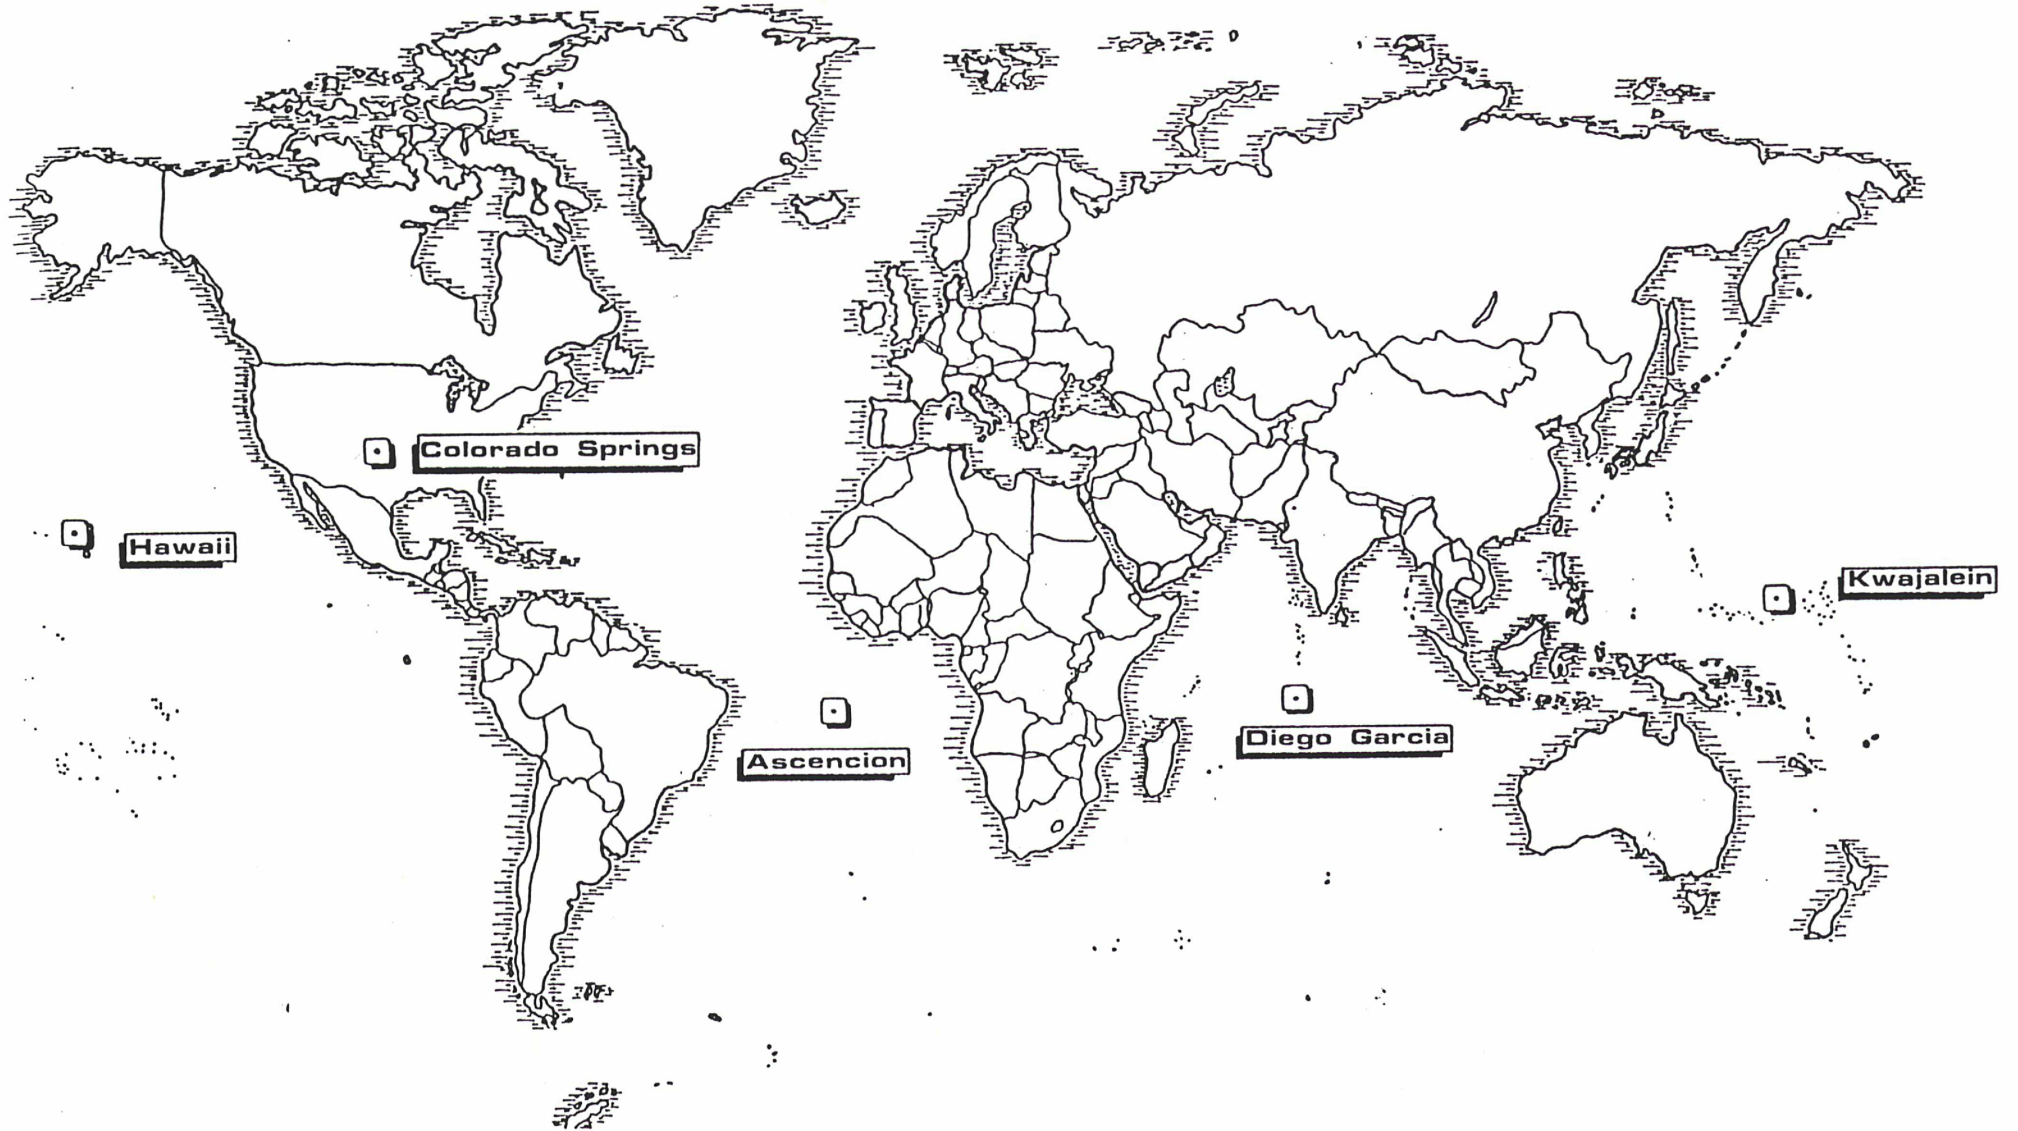 Colorado Springs
Hawaii
Kwajalein
Diego Garcia
Ascencion